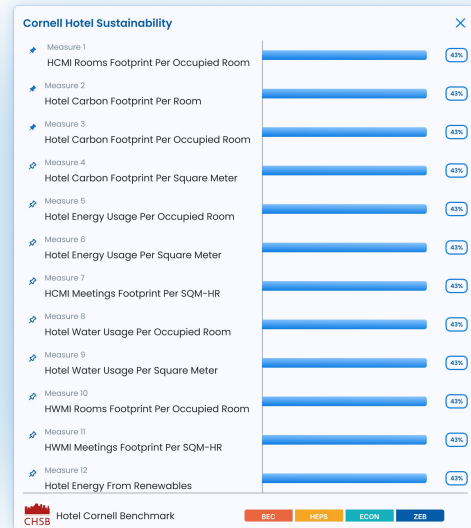 Cornell Hotel Sustainability
Measure 1
HCMI Rooms Footprint Per Occupied Room
43%
Measure 2
Hotel Carbon Footprint Per Room
43%
Measure 3
Hotel Carbon Footprint Per Occupied Room
43%
Measure 4
Hotel Carbon Footprint Per Square Meter
43%
Measure 5
Hotel Energy Usage Per Occupied Room
43%
Measure 6
Hotel Energy Usage Per Square Meter
43%
Measure 7
HCMI Meetings Footprint Per SQM-HR
43%
Measure 8
Hotel Water Usage Per Occupied Room
43%
Measure 9
Hotel Water Usage Per Square Meter
43%
Measure 10
HWMI Rooms Footprint Per Occupied Room
43%
Measure 11
HWMI Meetings Footprint Per SQM-HR
43%
Measure 12
Hotel Energy From Renewables
43%
CHSB Hotel Cornell Benchmark BEC HEPS ECON ZEB